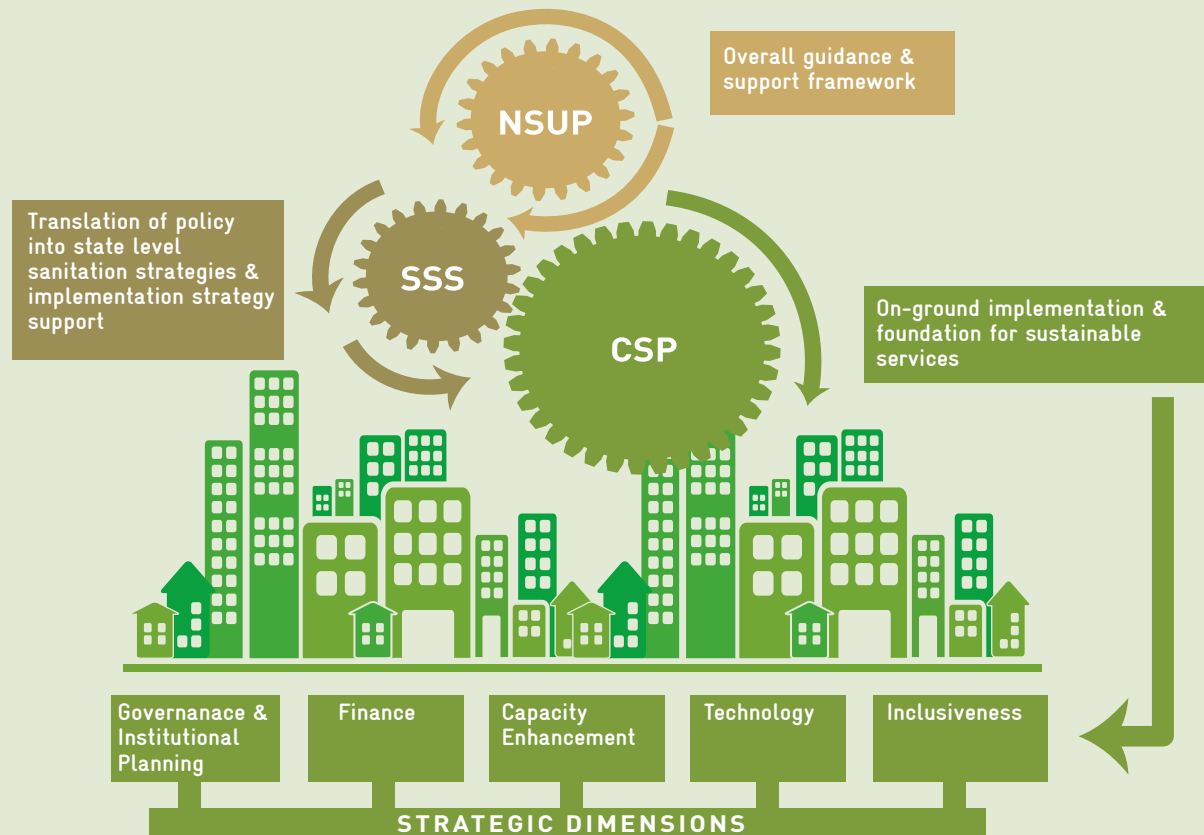 NSUP
Overall guidance &
support framework
Translation of policy
into state level
sanitation strategies &
implementation strategy
support
SSS
CSP
On-ground implementation &
foundation for sustainable
services
Governanace &
Institutional
Planning
Finance
Capacity
Enhancement
Technology
Inclusiveness
STRATEGIC DIMENSIONS